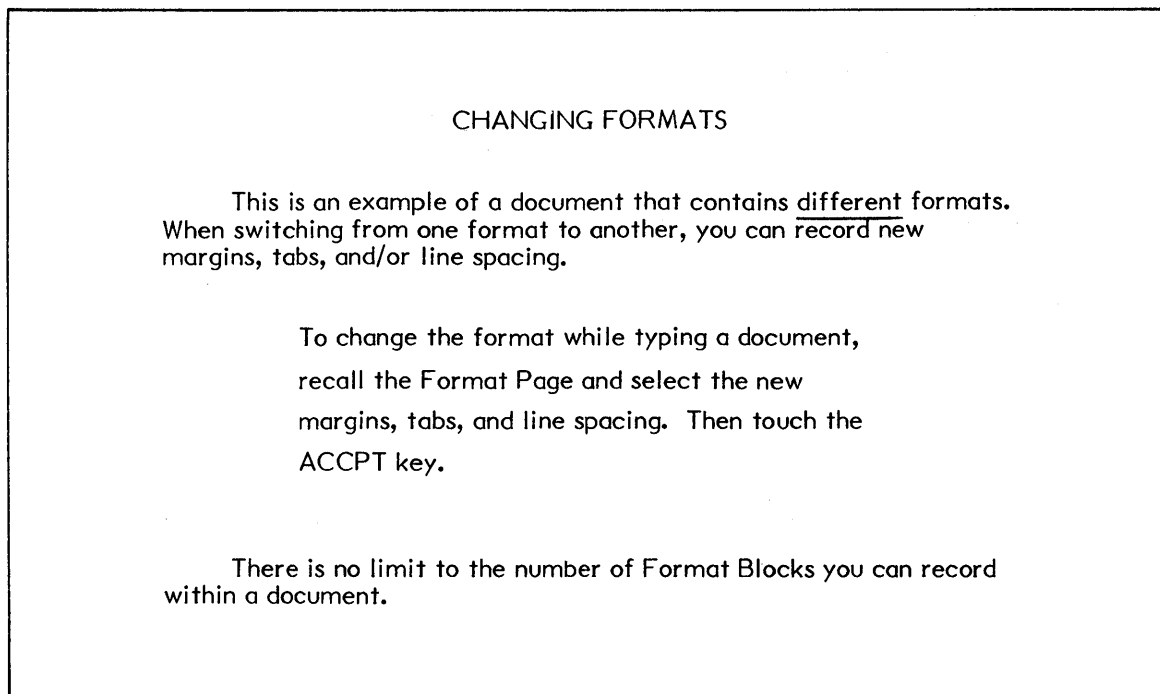 CHANGING FORMATS
This is an example of a document that contains different formats.
When switching from one format to another, you can record new
margins, tabs, and/or line spacing.
To change the format while typing a document,
recall the Format Page and select the new
margins, tabs, and line spacing. Then touch the
ACCPT key.
There is no limit to the number of Format Blocks you can record
within a document.